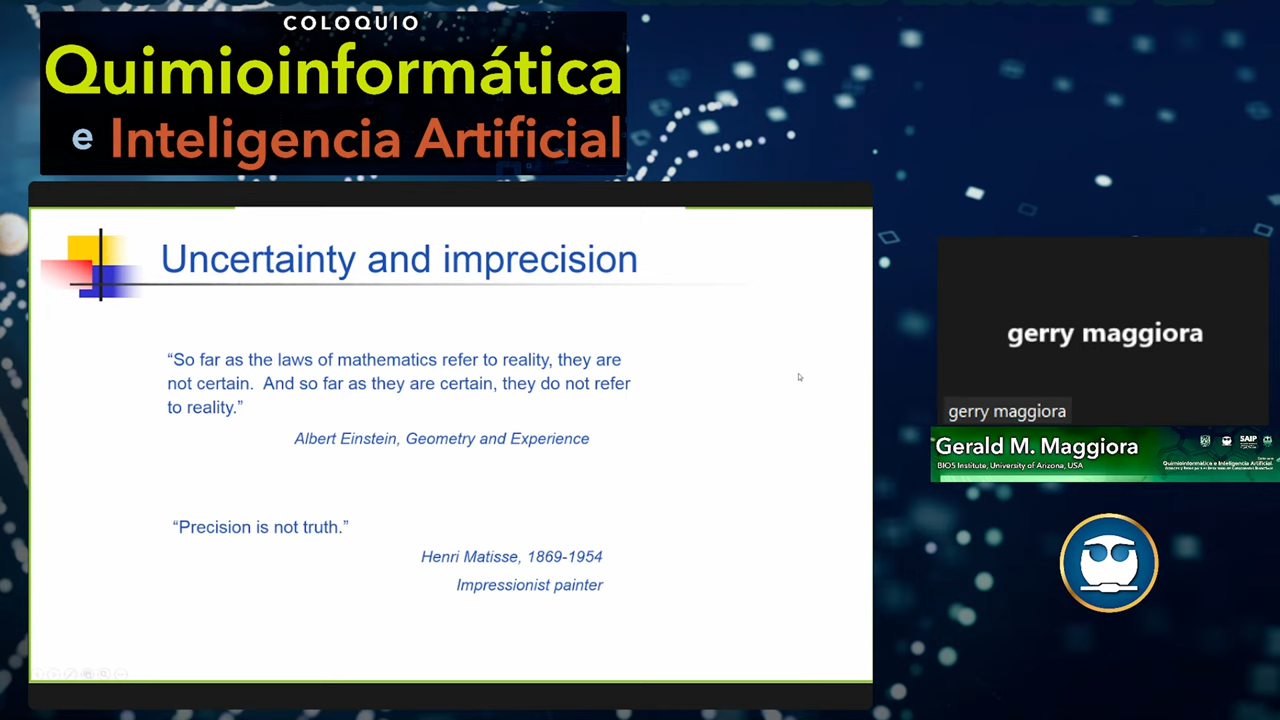 COLOQUIO
Quimioinformática
e Inteligencia Artificial
Uncertainty and imprecision
“So far as the laws of mathematics refer to reality, they are
not certain. And so far as they are certain, they do not refer
to reality.”
Albert Einstein, Geometry and Experience
“Precision is not truth.”
Henri Matisse, 1869-1954
Impressionist painter
gerry maggiora
gerry maggiora
Gerald M. Maggiora
BIO5 Institute, University of Arizona, USA
SAIP
Quimioinformática e Inteligencia Artificial